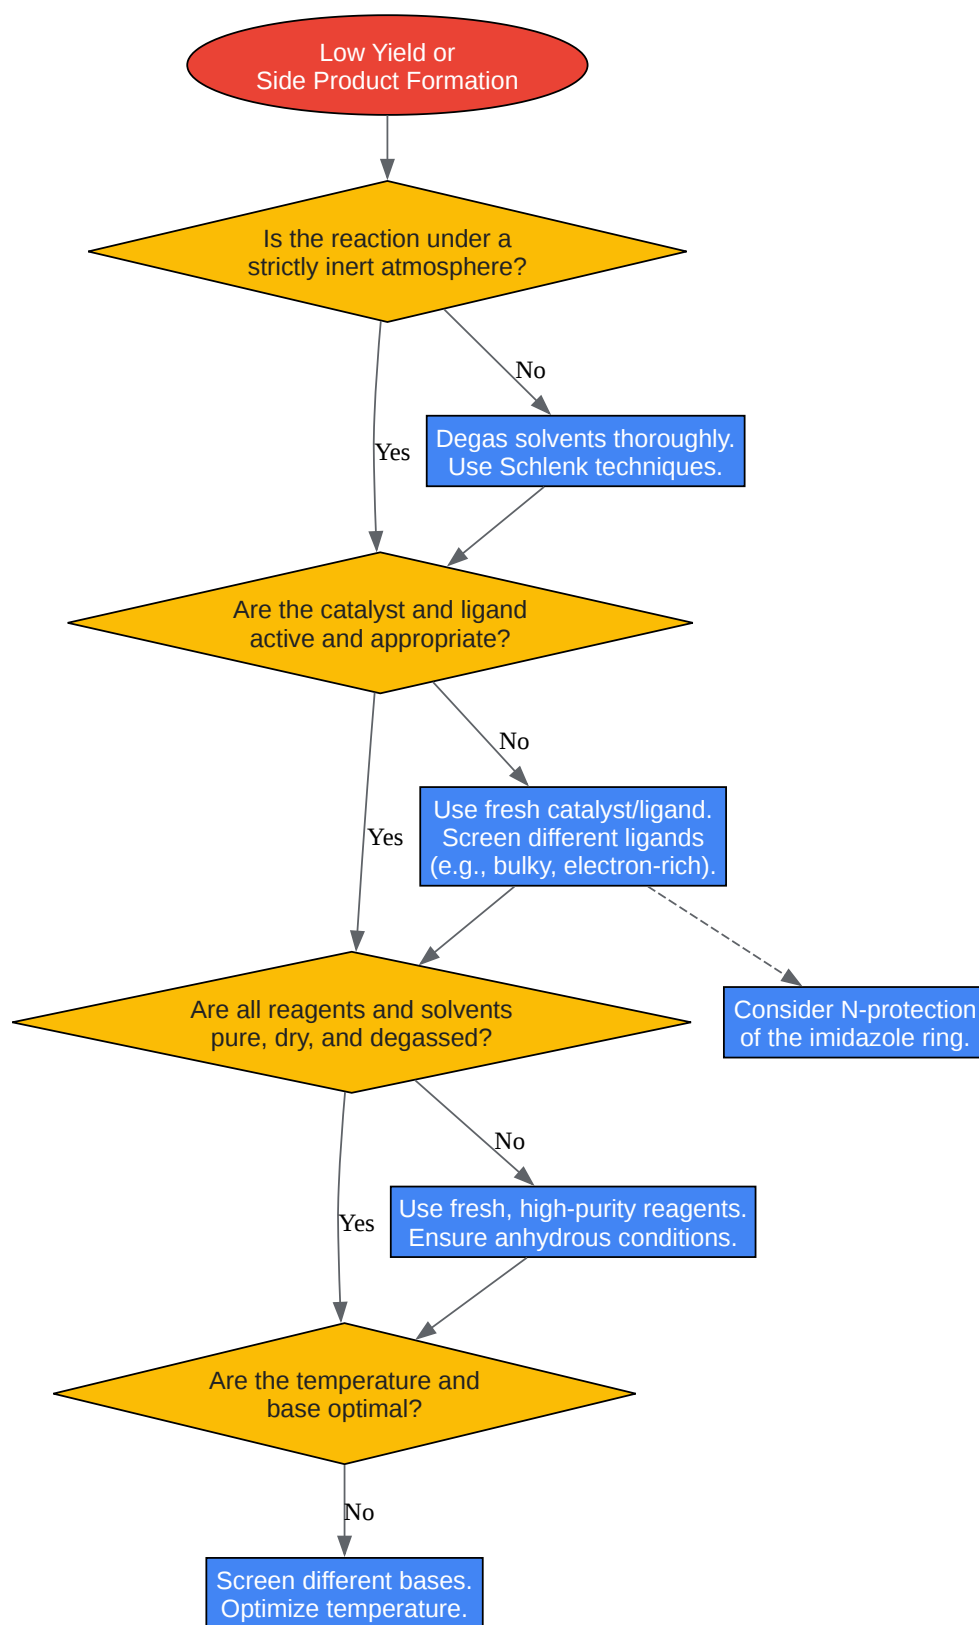 Low Yield or
Side Product Formation
Is the reaction under a
strictly inert atmosphere?
No
Yes
Degas solvents thoroughly.
Use Schlenk techniques.
Are the catalyst and ligand
active and appropriate?
No
Yes
Use fresh catalyst/ligand.
Screen different ligands
(e.g., bulky, electron-rich).
Are all reagents and solvents
pure, dry, and degassed?
Consider N-protection
of the imidazole ring.
No
Yes
Use fresh, high-purity reagents.
Ensure anhydrous conditions.
Are the temperature and
base optimal?
No
Screen different bases.
Optimize temperature.